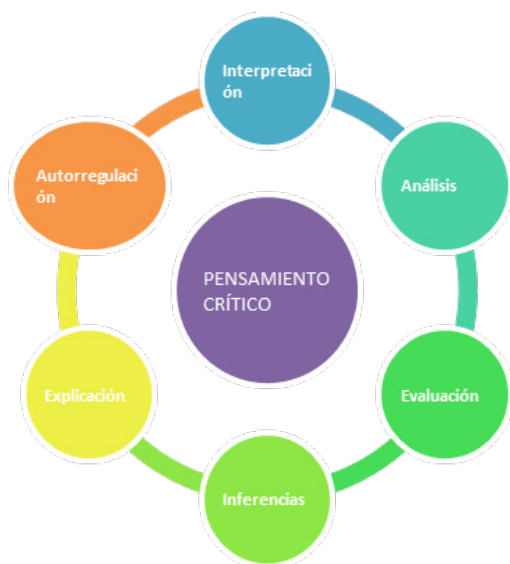 Interpretaci
ón
Autorregulaci
ón
Análisis
PENSAMIENTO
CRÍTICO
Explicación
Evaluación
Inferencias